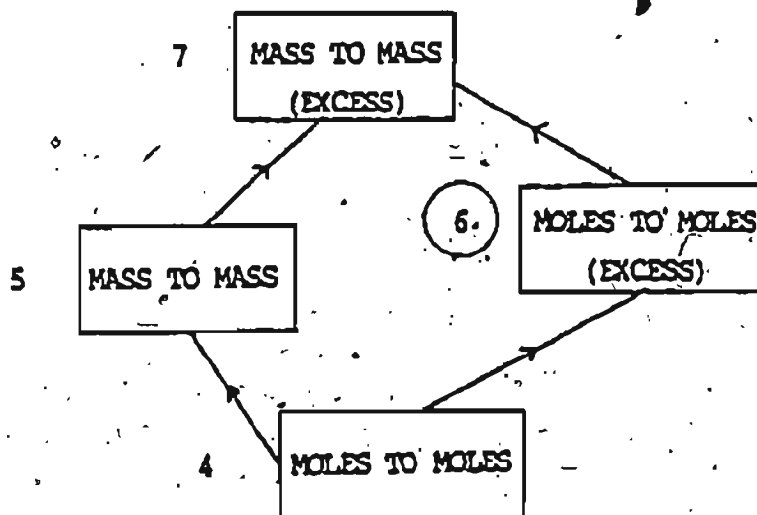 7
MASS TO MASS
(EXCESS)
6.
MOLES TO MOLES
(EXCESS)
5
MASS TO MASS
4
MOLES TO MOLES